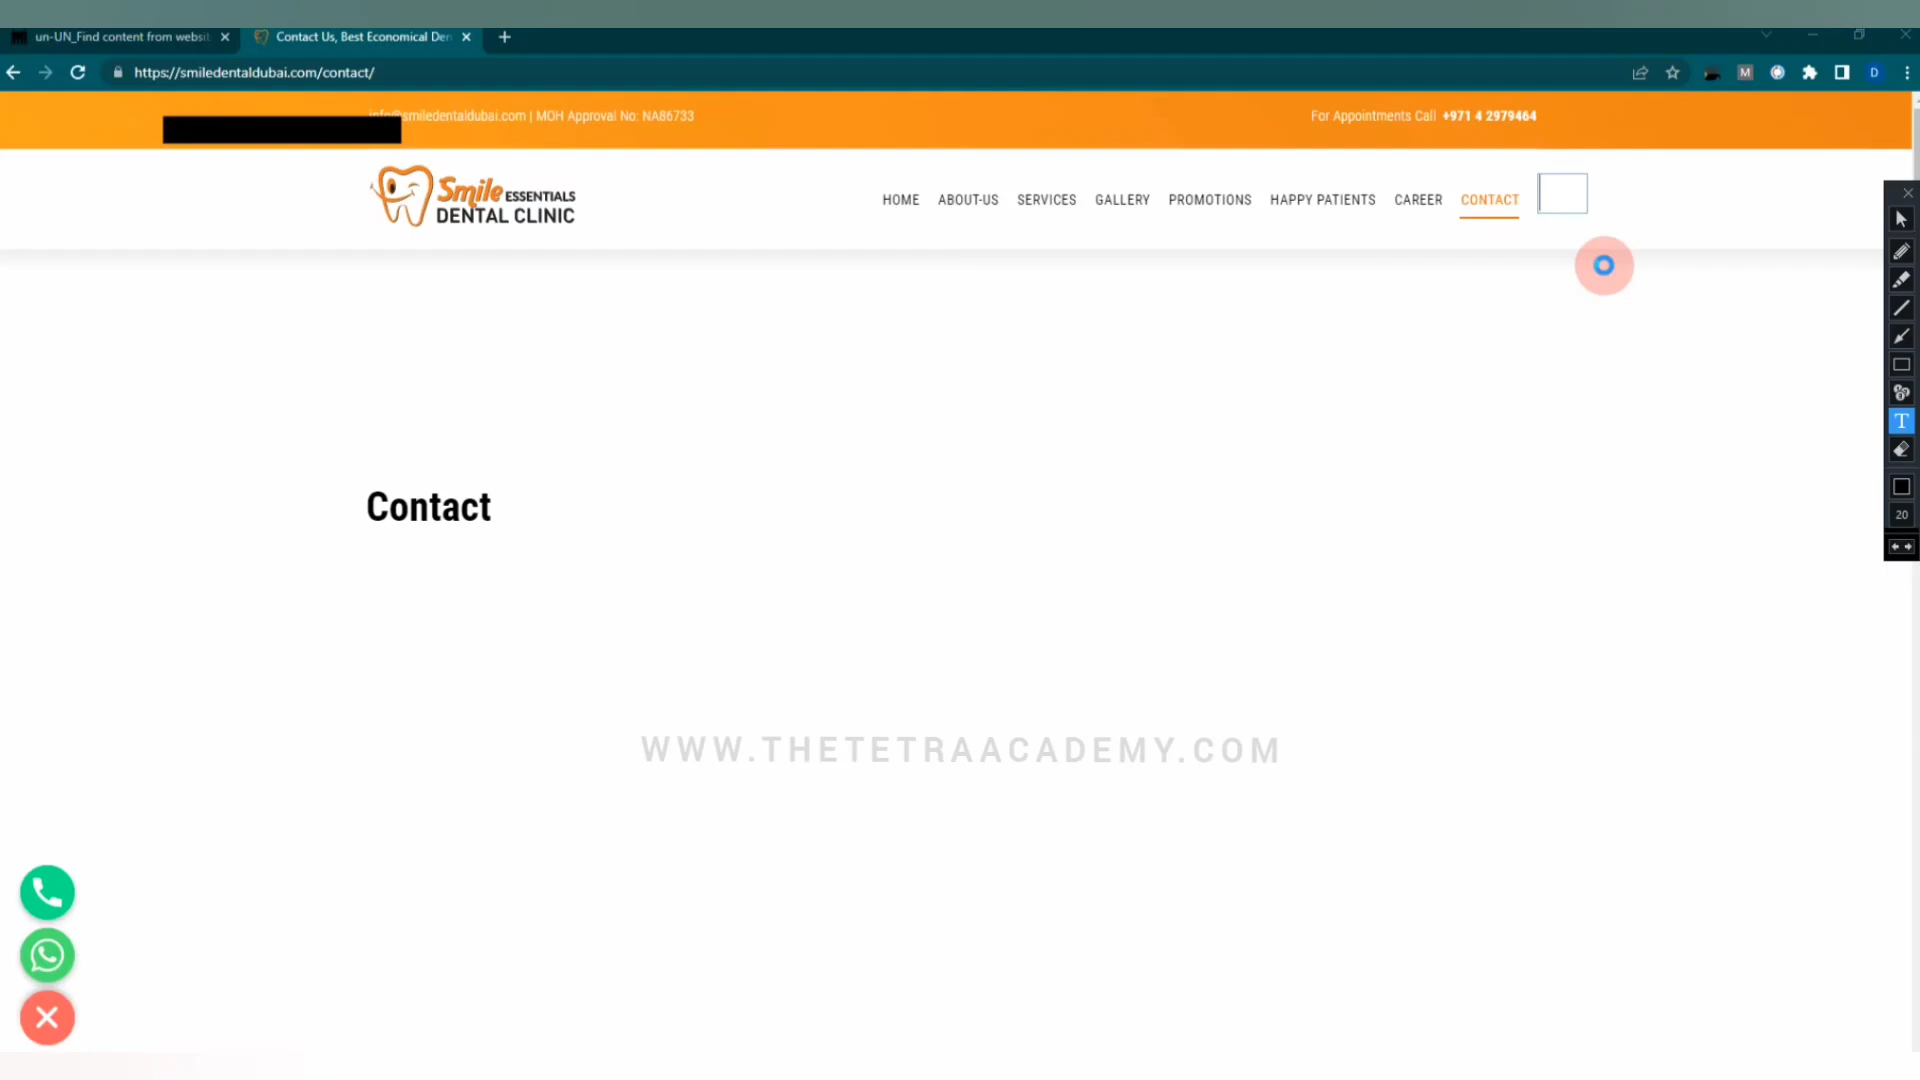 un-UN_Find content from websit
Contact Us, Best Economical Den
https://smiledentaldubai.com/contact/
M
D
info@smiledentaldubai.com | MOH Approval No: NA86733
For Appointments Call +971 4 2979464
Smile ESSENTIALS
DENTAL CLINIC
HOME
ABOUT-US
SERVICES
GALLERY
PROMOTIONS
HAPPY PATIENTS
CAREER
CONTACT
T
20
Contact
WWW.THETETRAACADEMY.COM